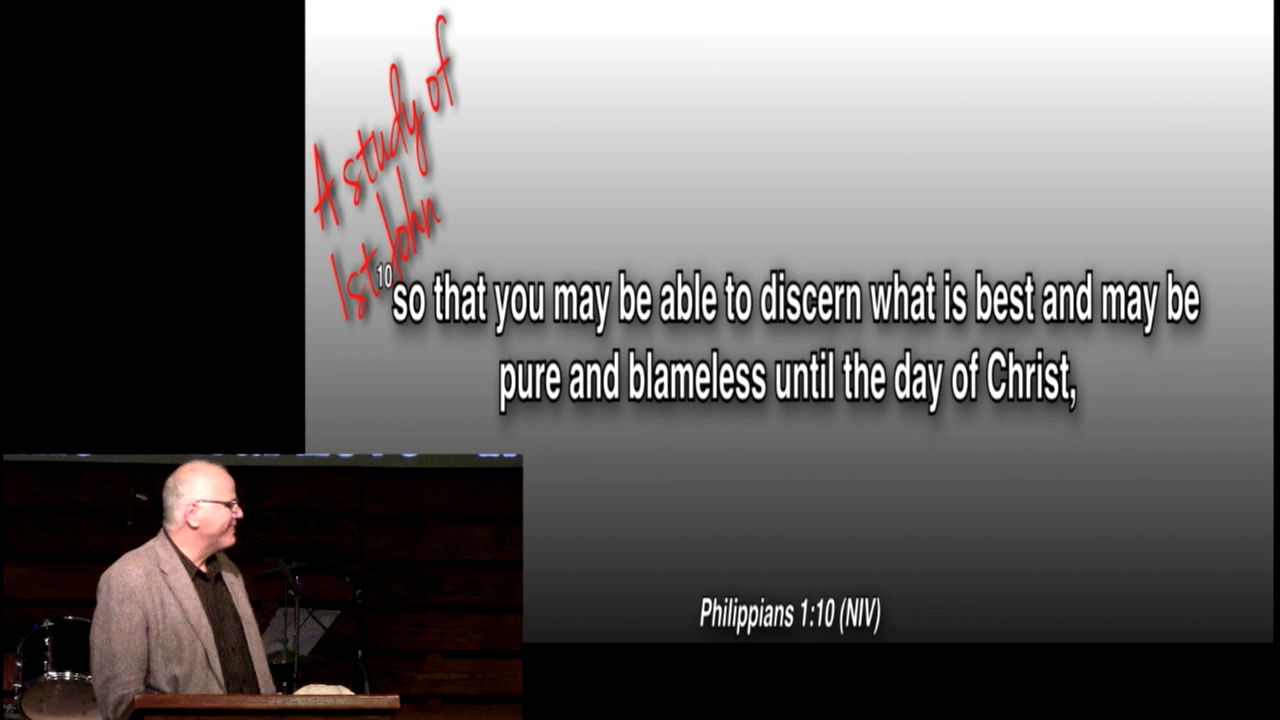 A study of
1st John
10so that you may be able to discern what is best and may be
pure and blameless until the day of Christ,
Philippians 1:10 (NIV)